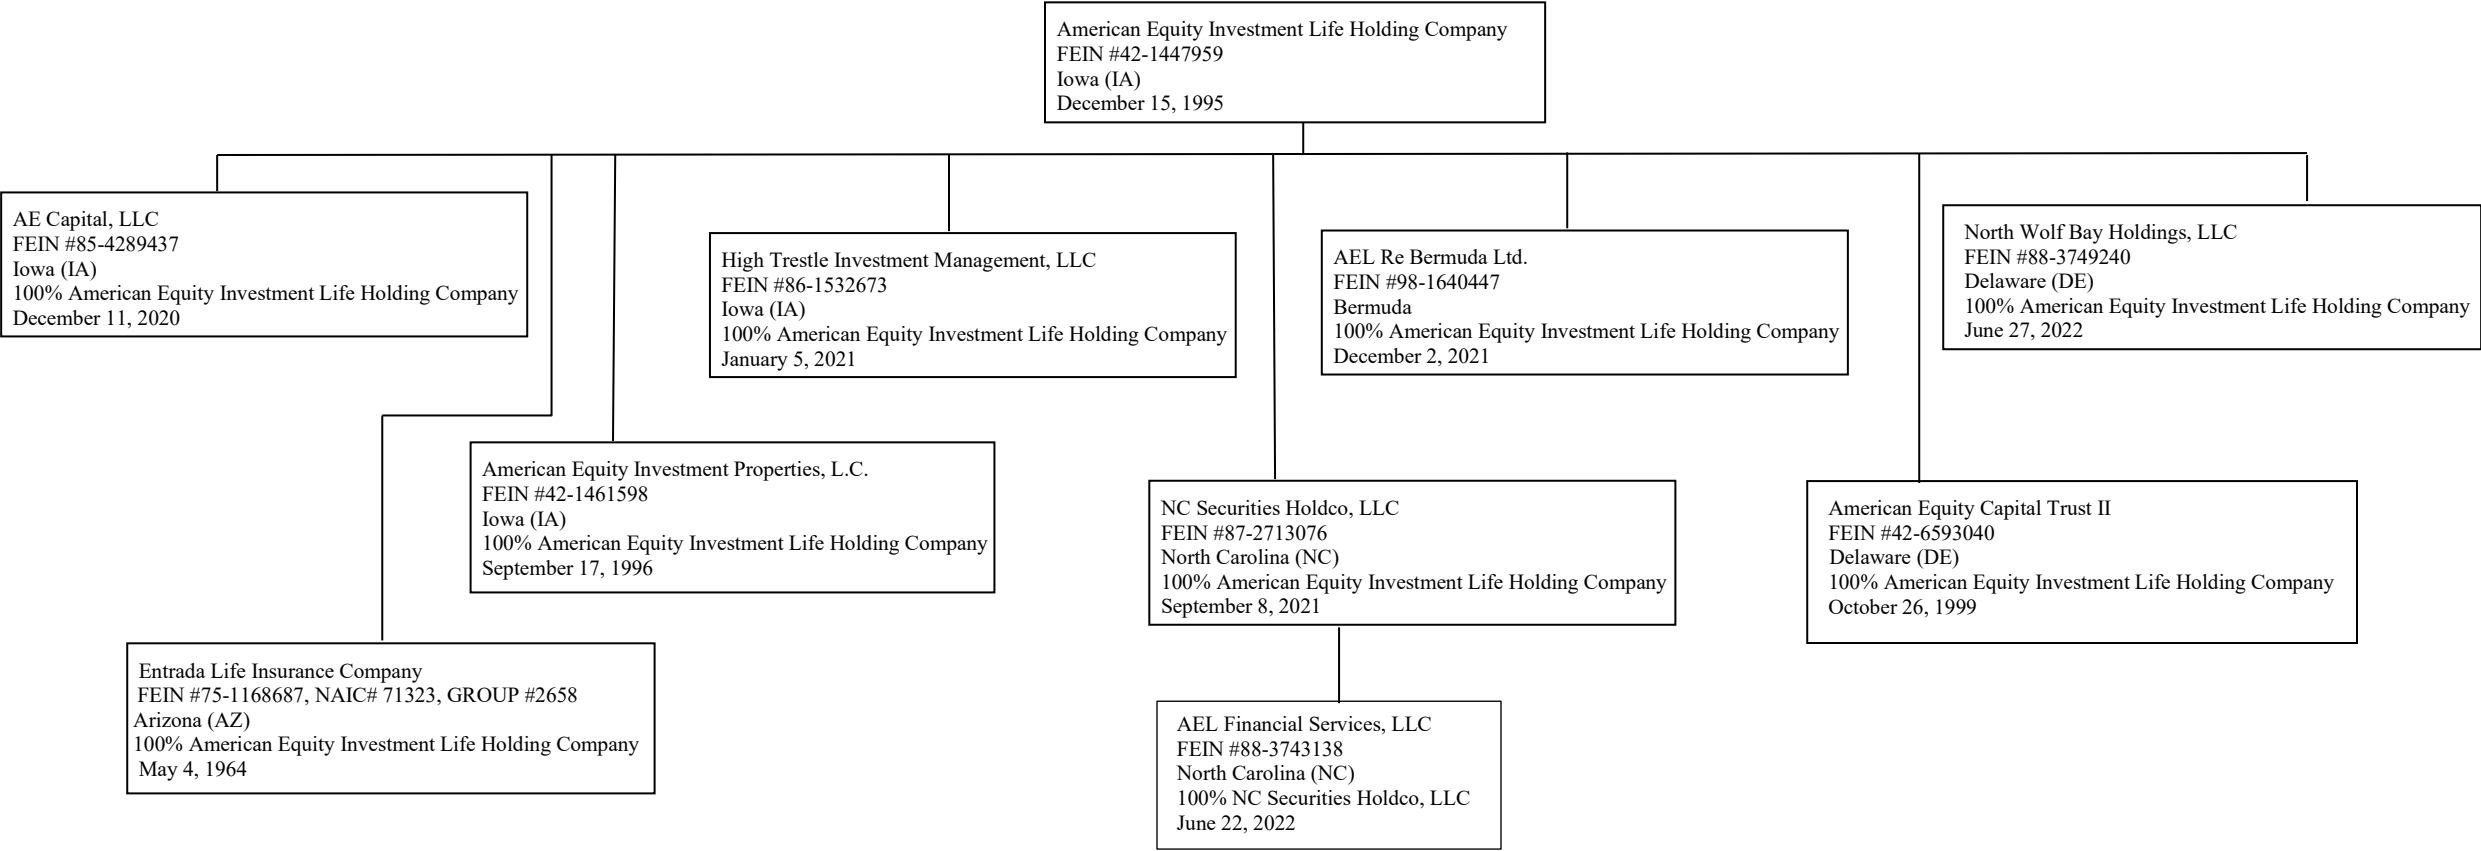 American Equity Investment Life Holding Company
FEIN #42-1447959
Iowa (IA)
December 15, 1995
AE Capital, LLC
FEIN #85-4289437
Iowa (IA)
100% American Equity Investment Life Holding Company
December 11, 2020
High Trestle Investment Management, LLC
FEIN #86-1532673
Iowa (IA)
100% American Equity Investment Life Holding Company
January 5, 2021
AEL Re Bermuda Ltd.
FEIN #98-1640447
Bermuda
100% American Equity Investment Life Holding Company
December 2, 2021
North Wolf Bay Holdings, LLC
FEIN #88-3749240
Delaware (DE)
100% American Equity Investment Life Holding Company
June 27, 2022
American Equity Investment Properties, L.C.
FEIN #42-1461598
Iowa (IA)
100% American Equity Investment Life Holding Company
September 17, 1996
NC Securities Holdco, LLC
FEIN #87-2713076
North Carolina (NC)
100% American Equity Investment Life Holding Company
September 8, 2021
American Equity Capital Trust II
FEIN #42-6593040
Delaware (DE)
100% American Equity Investment Life Holding Company
October 26, 1999
Entrada Life Insurance Company
FEIN #75-1168687, NAIC# 71323, GROUP #2658
Arizona (AZ)
100% American Equity Investment Life Holding Company
May 4, 1964
AEL Financial Services, LLC
FEIN #88-3743138
North Carolina (NC)
100% NC Securities Holdco, LLC
June 22, 2022